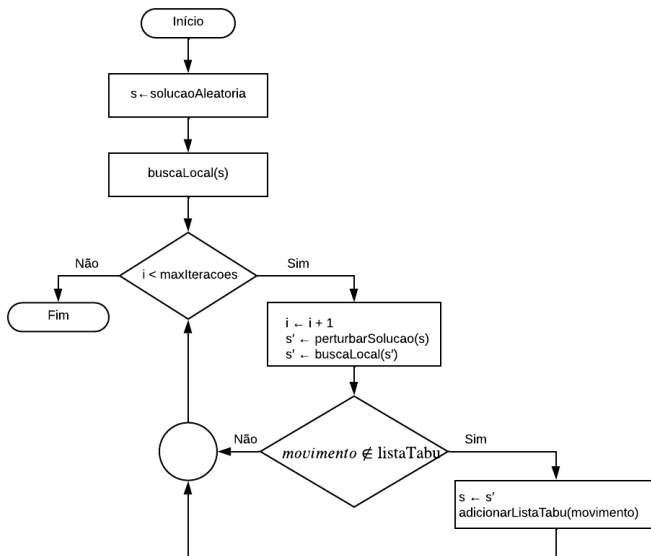 Início
s←solucaoAleatoria
buscaLocal(s)
Não
i < maxIteracoes
Sim
Fim
i ← i + 1
s′ ← perturbarSolucao(s)
s′ ← buscaLocal(s′)
Não
movimento ∉ listaTabu
Sim
s ← s′
adicionarListaTabu(movimento)